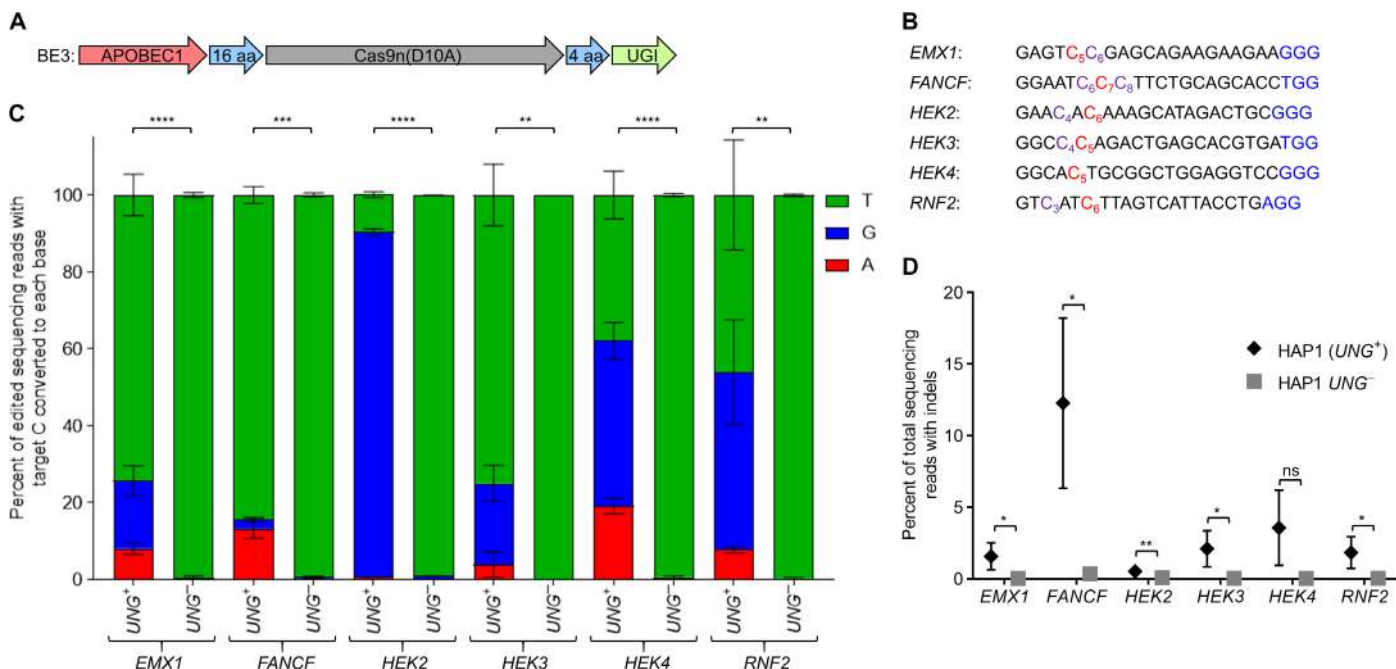 A
BE3: APOBEC1 16 aa Cas9n(D10A) 4 aa UGI
B
EMX1: GAGTC₅C₆GAGCAGAAGAAGAAGGG
FANCF: GGAATC₆C₇C₈TTCTGCAGCACCTGG
HEK2: GAAC₄AC₆AAAGCATAGACTGCGGG
HEK3: GGCC₄C₅AGACTGAGCACGTGATGG
HEK4: GGCAC₅TGCGGCTGGAGGTCCGGG
RNF2: GTC₃ATC₆TTAGTCATTACCTGAGG
C
**** *** **** ** **** **
Percent of edited sequencing reads with
target C converted to each base
100
80
60
40
20
0
T
G
A
UNG⁺ UNG⁻ UNG⁺ UNG⁻ UNG⁺ UNG⁻ UNG⁺ UNG⁻ UNG⁺ UNG⁻ UNG⁺ UNG⁻
EMX1 FANCF HEK2 HEK3 HEK4 RNF2
D
Percent of total sequencing
reads with indels
20
15
10
5
0
* * ** * ns *
HAP1 (UNG⁺)
HAP1 UNG⁻
EMX1 FANCF HEK2 HEK3 HEK4 RNF2